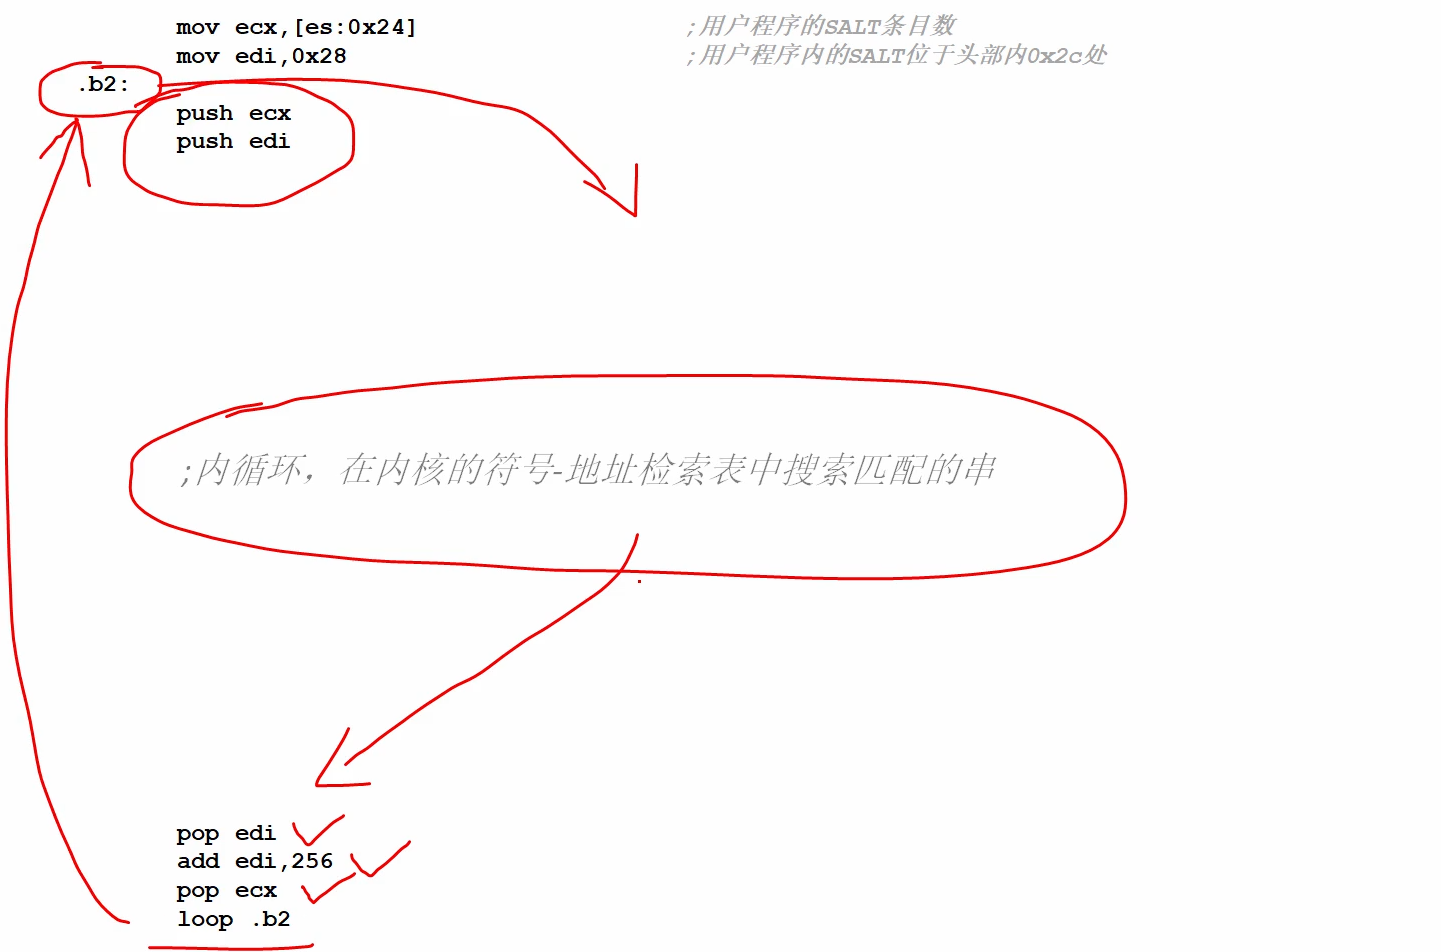 mov ecx,[es:0x24] ;用户程序的SALT条目数
mov edi,0x28 ;用户程序内的SALT位于头部内0x2c处
.b2:
push ecx
push edi
;内循环，在内核的符号-地址检索表中搜索匹配的串
pop edi
add edi,256
pop ecx
loop .b2